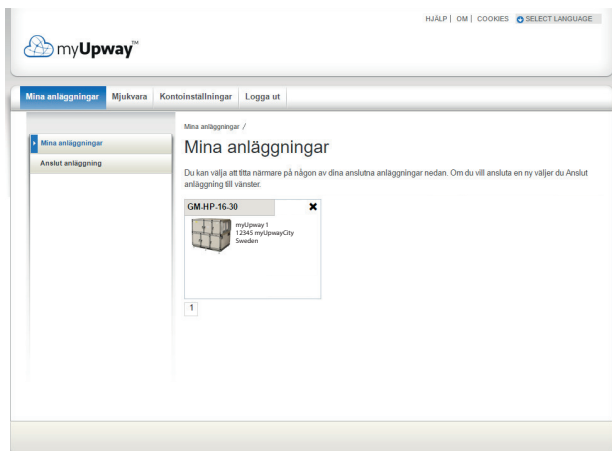 HJÄLP | OM | COOKIES SELECT LANGUAGE
myUpway™
Mina anläggningar Mjukvara Kontoinställningar Logga ut
Mina anläggningar /
Mina anläggningar
Anslut anläggning
Mina anläggningar
Du kan välja att titta närmare på någon av dina anslutna anläggningar nedan. Om du vill ansluta en ny väljer du Anslut
anläggning till vänster.
GM-HP-16-30
myUpway 1
12345 myUpwayCity
Sweden
1